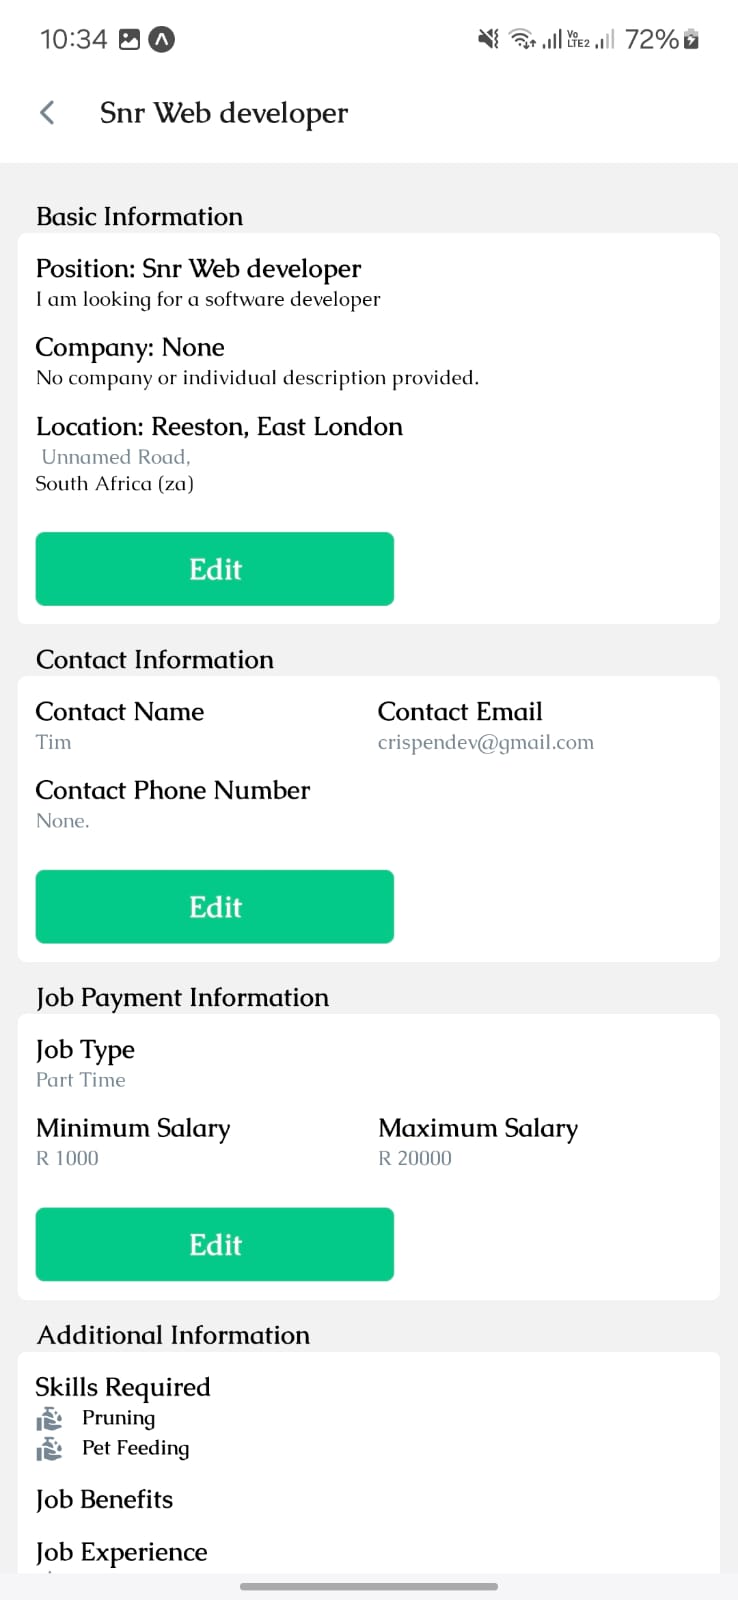 10:34
Vo
LTE2
72%
Snr Web developer
Basic Information
Position: Snr Web developer
I am looking for a software developer
Company: None
No company or individual description provided.
Location: Reeston, East London
Unnamed Road,
South Africa (za)
Edit
Contact Information
Contact Name
Contact Email
Tim
crispendev@gmail.com
Contact Phone Number
None.
Edit
Job Payment Information
Job Type
Part Time
Minimum Salary
Maximum Salary
R 1000
R 20000
Edit
Additional Information
Skills Required
Pruning
Pet Feeding
Job Benefits
Job Experience